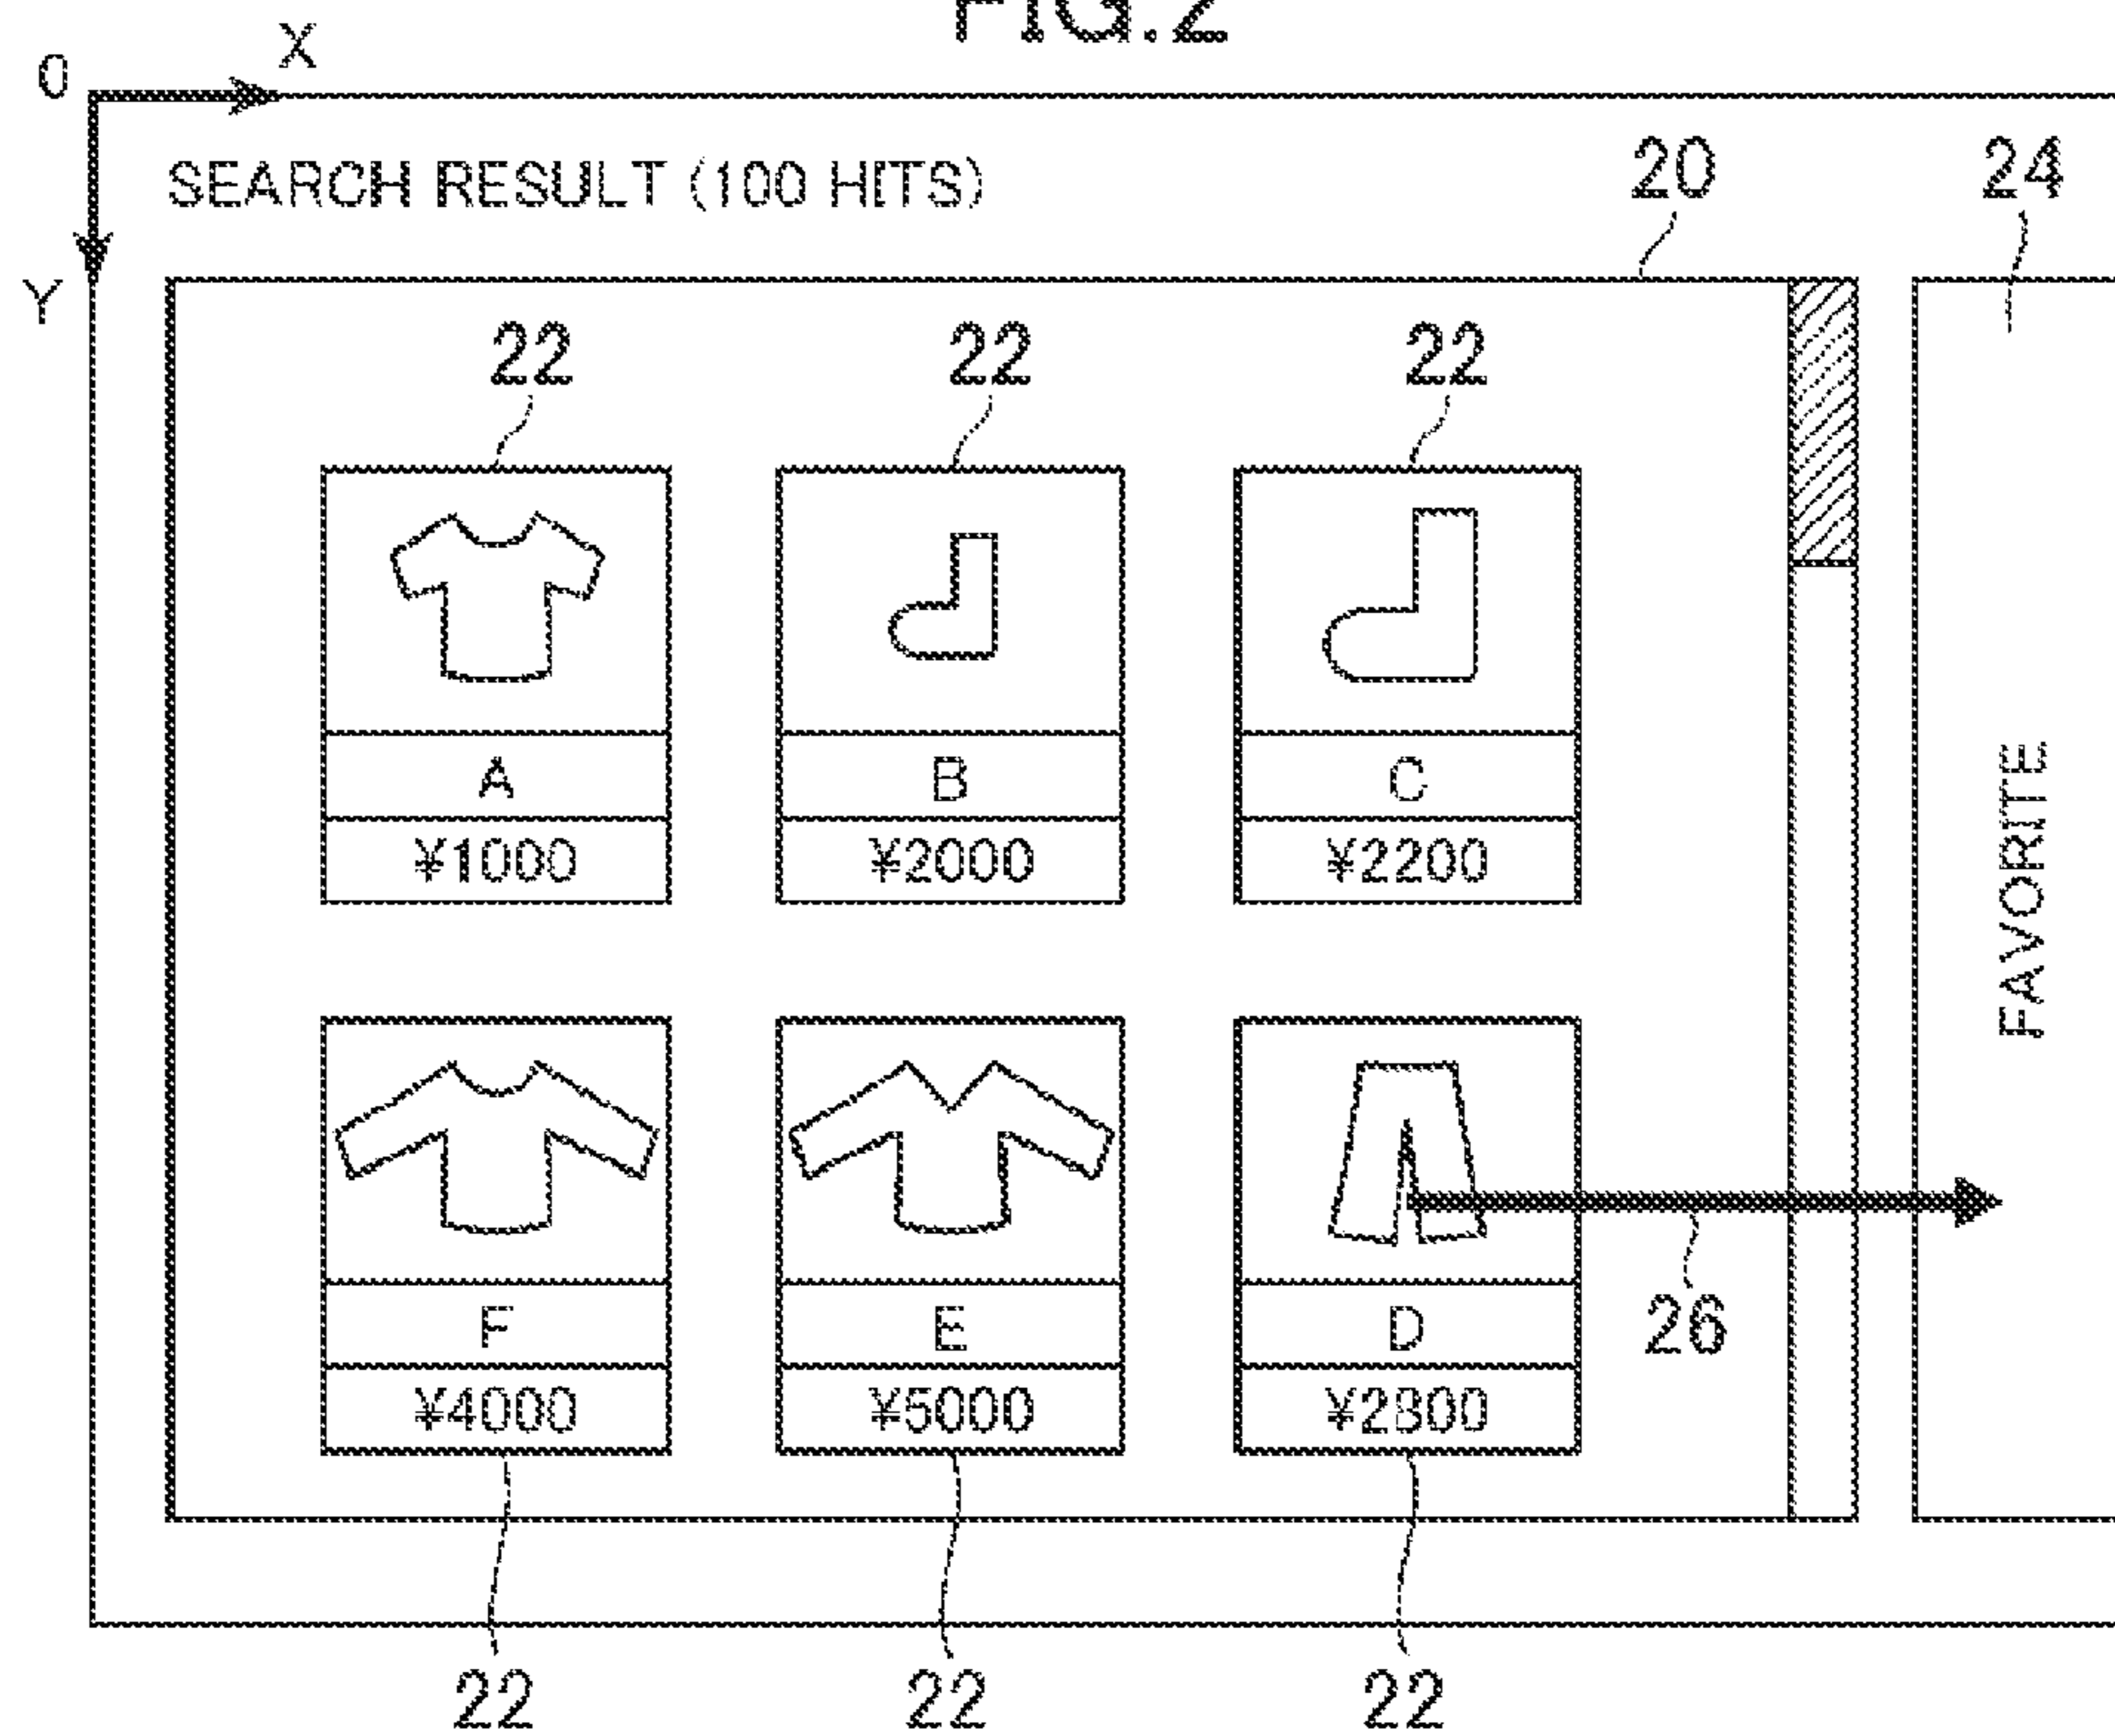 FIG.2
0 X
Y
SEARCH RESULT (100 HITS)
20
24
22 22 22
A B C
¥1000 ¥2000 ¥2200
FAVORITE
F E D
¥4000 ¥5000 ¥2800
26
22 22 22